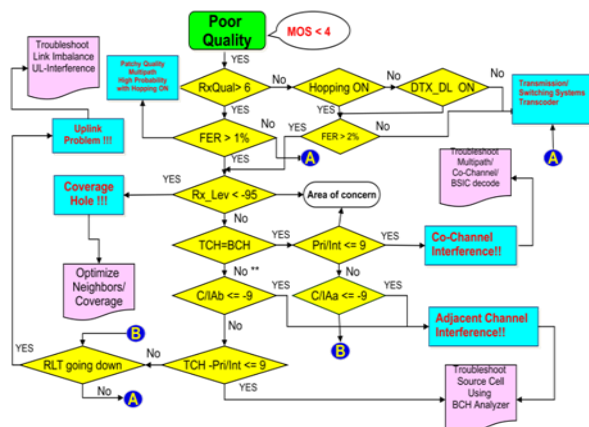 Poor
Quality
MOS < 4
Troubleshoot
Link Imbalance
UL-Interference
Patchy Quality
Multipath
High Probability
with Hopping ON
YES
RxQual> 6
No
Hopping ON
No
DTX_DL ON
No
Transmission/
Switching Systems
Transcoder
YES
YES
YES
Uplink
Problem !!!
FER > 1%
No
YES
FER > 2%
No
A
A
YES
YES
Troubleshoot
Multipath/
Co-Channel/
BSIC decode
Coverage
Hole !!!
YES
Rx_Lev < -95
Area of concern
No
TCH=BCH
YES
Pri/Int <= 9
YES
Co-Channel
Interference!!
Optimize
Neighbors/
Coverage
No **
No
C/IAb <= -9
YES
C/IAa <= -9
YES
Adjacent Channel
Interference!!
B
No
B
YES
RLT going down
No
TCH -Pri/Int <= 9
YES
No
A
Troubleshoot
Source Cell
Using
BCH Analyzer